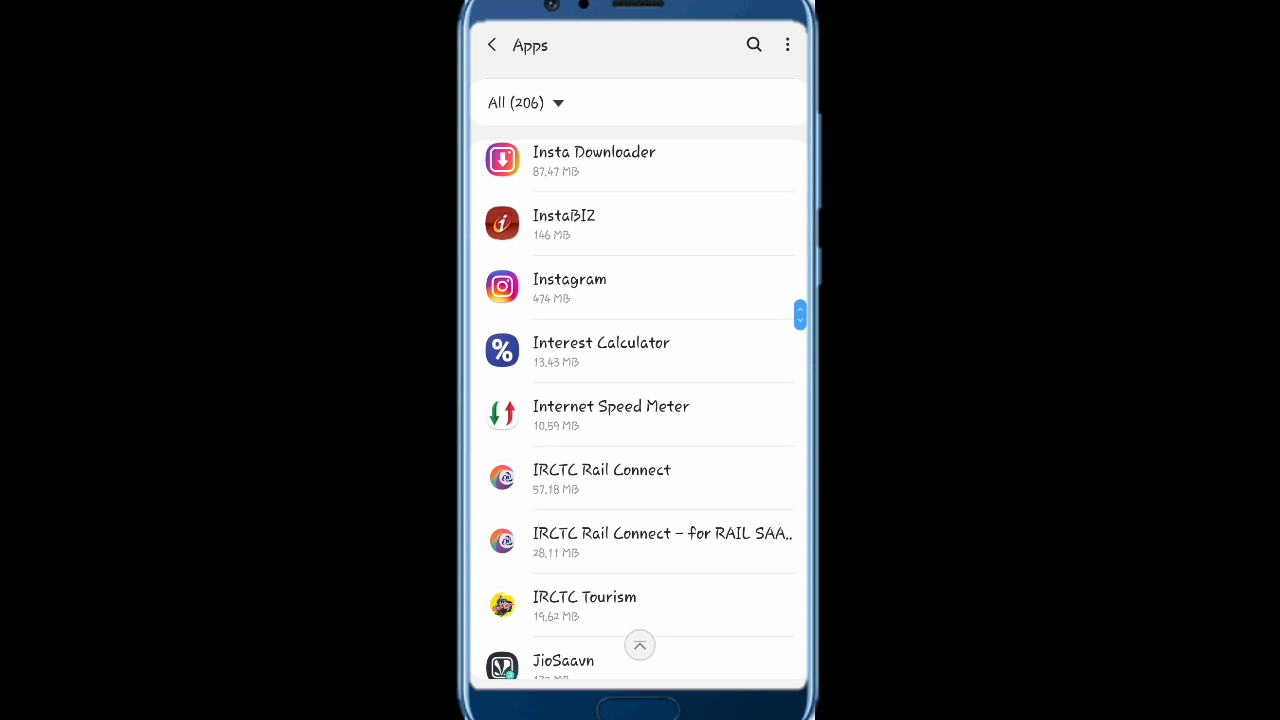 Apps
All (206)
Insta Downloader
87.47 MB
InstaBIZ
146 MB
Instagram
474 MB
Interest Calculator
13.43 MB
Internet Speed Meter
10.59 MB
IRCTC Rail Connect
57.18 MB
IRCTC Rail Connect – for RAIL SAA..
28.11 MB
IRCTC Tourism
19.62 MB
JioSaavn